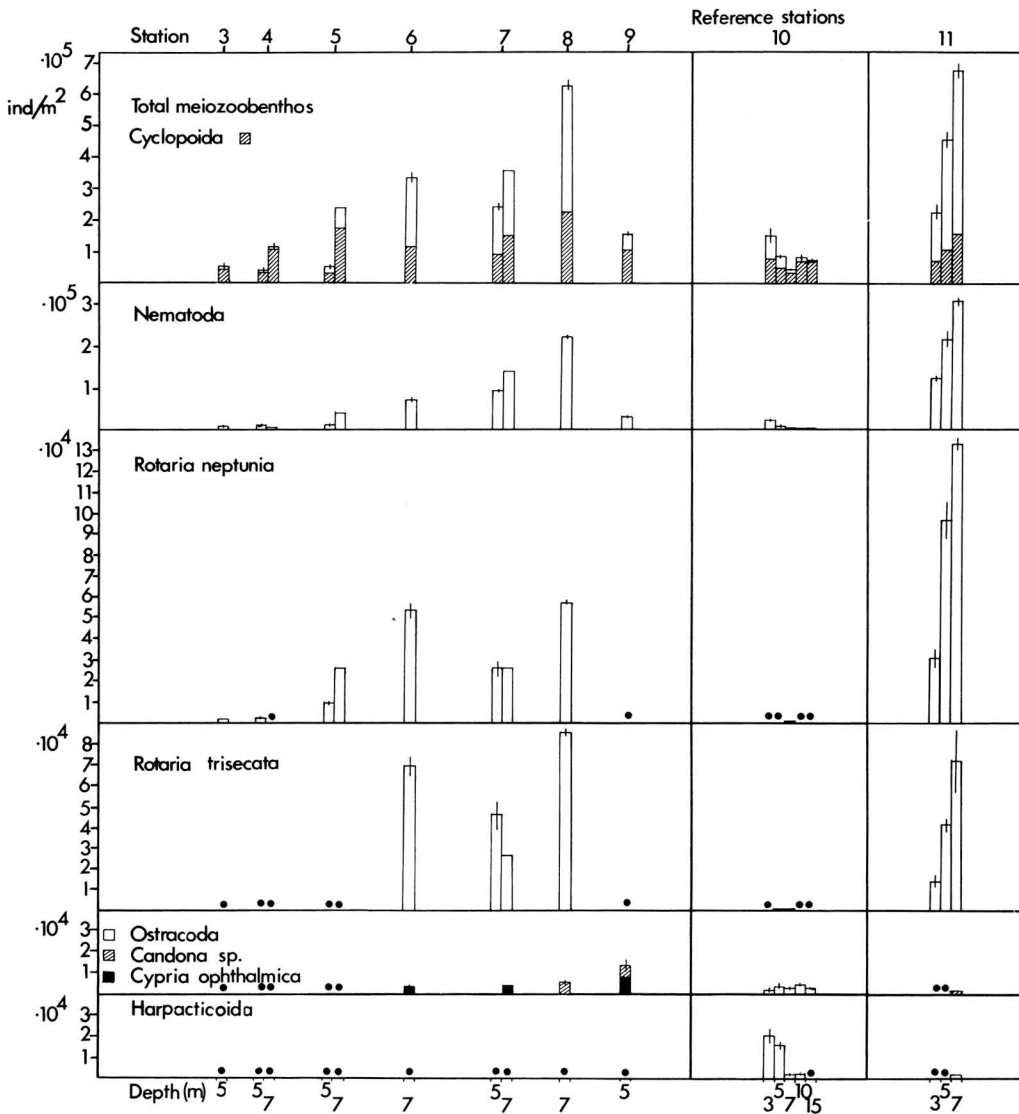 Reference stations
Station 3 4 5 6 7 8 9 10 11
·10⁵ 7
ind/m² 6
Total meiozoobenthos
5
Cyclopoida
4
3
2
1
·10⁵ 3
Nematoda
2
1
·10⁴ 13
Rotaria neptunia
12
11
10
9
8
7
6
5
4
3
2
1
·10⁴ 8
Rotaria trisecata
7
6
5
4
3
2
1
·10⁴
3 Ostracoda
2 Candona sp.
1 Cypria ophthalmica
·10⁴ Harpacticoida
3
2
1
Depth (m) 5 5 7 5 7 7 5 7 7 5 3 5 7 10 15 3 5 7